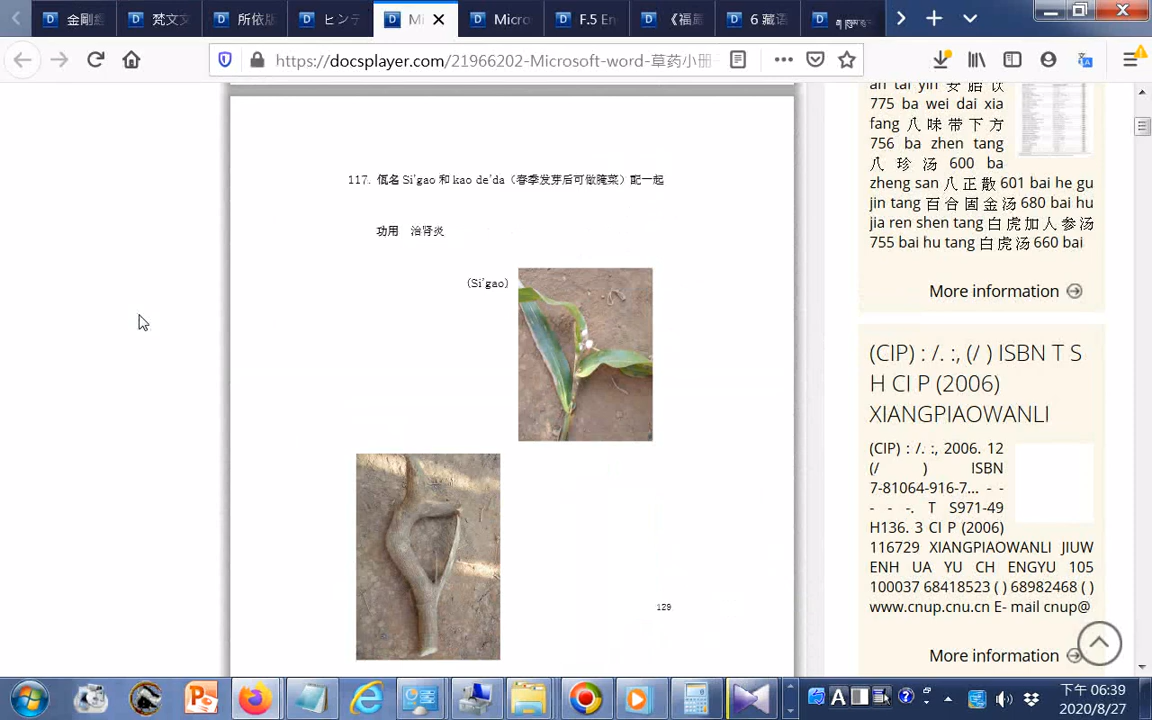 金剛經
梵文文
所依版
ヒンテ
Mi
Micro
F.5 En
《福嚴
6 藏語
https://docsplayer.com/21966202-Microsoft-word-草药小册
117. 佤名 Si'gao 和 kao de'da（春季发芽后可做腌菜）配一起
功用 治肾炎
(Si'gao)
129
an tai yin 安 胎 饮
775 ba wei dai xia
fang 八 味 带 下 方
756 ba zhen tang
八 珍 汤 600 ba
zheng san 八 正 散 601 bai he gu
jin tang 百 合 固 金 汤 680 bai hu
jia ren shen tang 白 虎 加 人 参 汤
755 bai hu tang 白 虎 汤 660 bai
More information
(CIP) : /. :, (/ ) ISBN T S
H CI P (2006)
XIANGPIAOWANLI
(CIP) : /. :, 2006. 12
(/ ) ISBN
7-81064-916-7... - -
- - -. T S971-49
H136. 3 CI P (2006)
116729 XIANGPIAOWANLI JIUW
ENH UA YU CH ENGYU 105
100037 68418523 ( ) 68982468 ( )
www.cnup.cnu.cn E- mail cnup@
More information
下午 06:39
2020/8/27